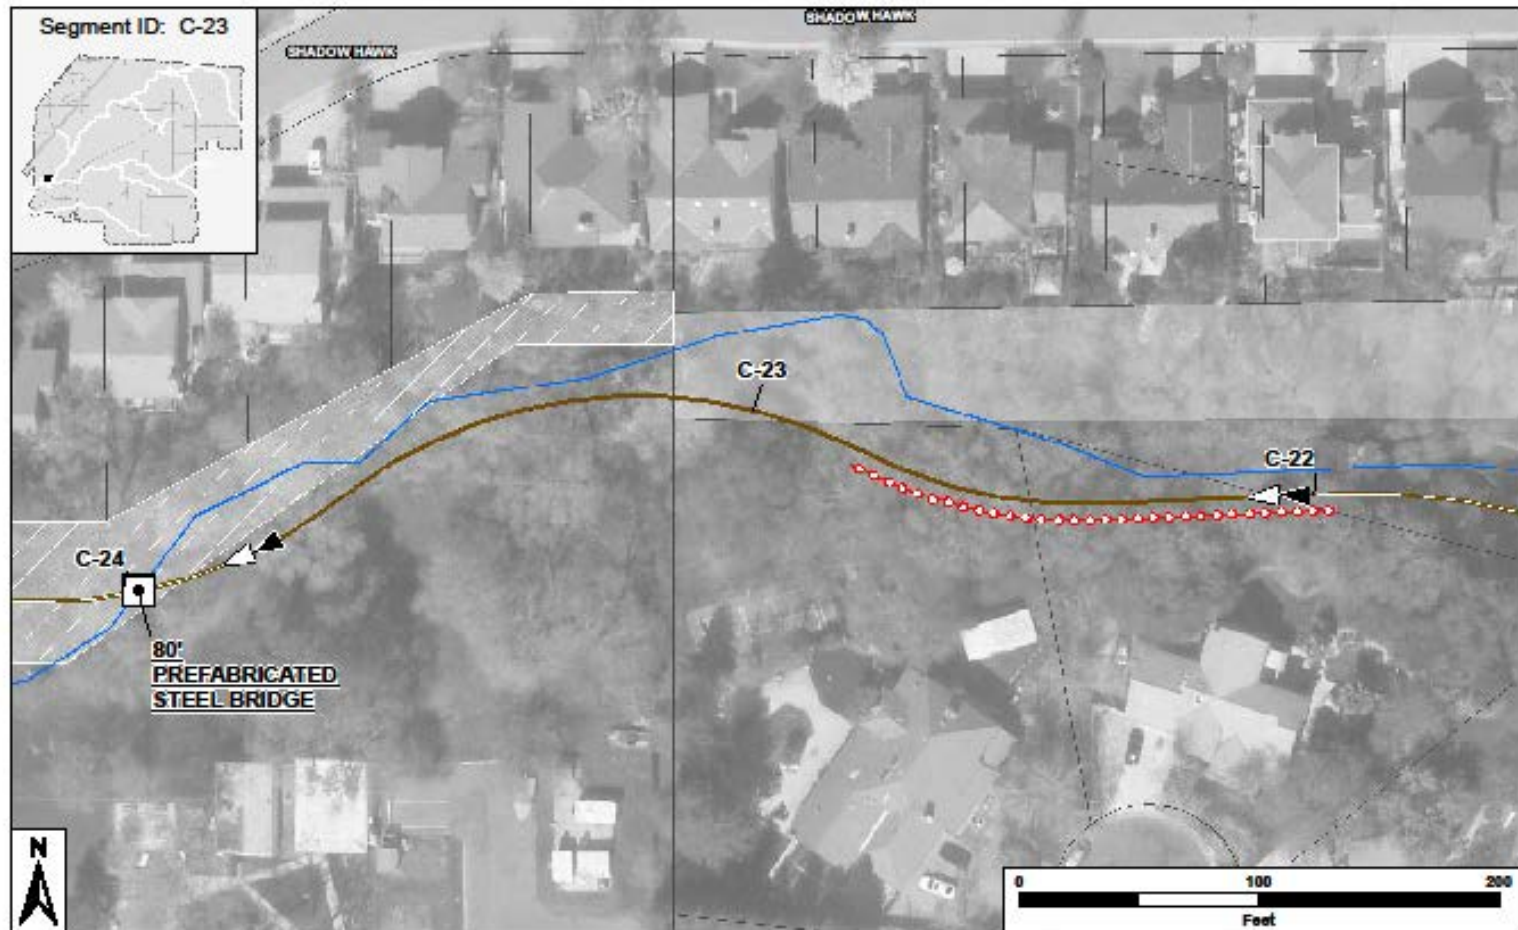 Segment ID: C-23
SHADOW HAWK
SHADOW HAWK
C-23
C-22
C-24
80'
PREFABRICATED
STEEL BRIDGE
N
0 100 200
Feet